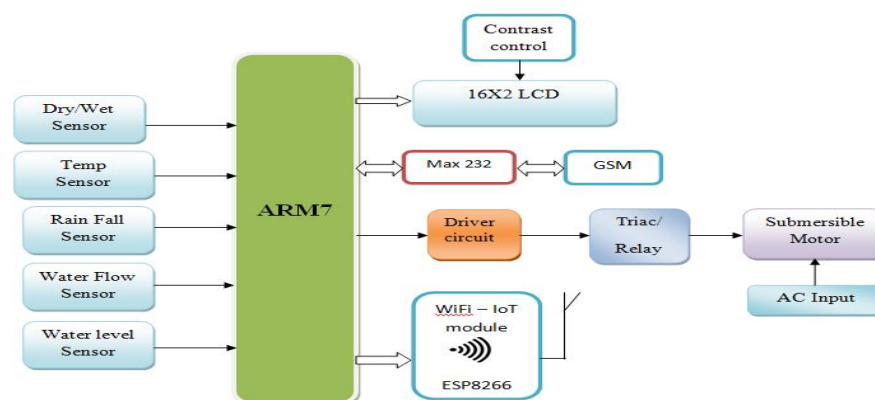 Contrast
control
16X2 LCD
Dry/Wet
Sensor
Temp
Sensor
Rain Fall
Sensor
Water Flow
Sensor
Water level
Sensor
ARM7
Max 232
GSM
Driver
circuit
Triac/
Relay
Submersible
Motor
AC Input
WiFi – IoT
module
ESP8266